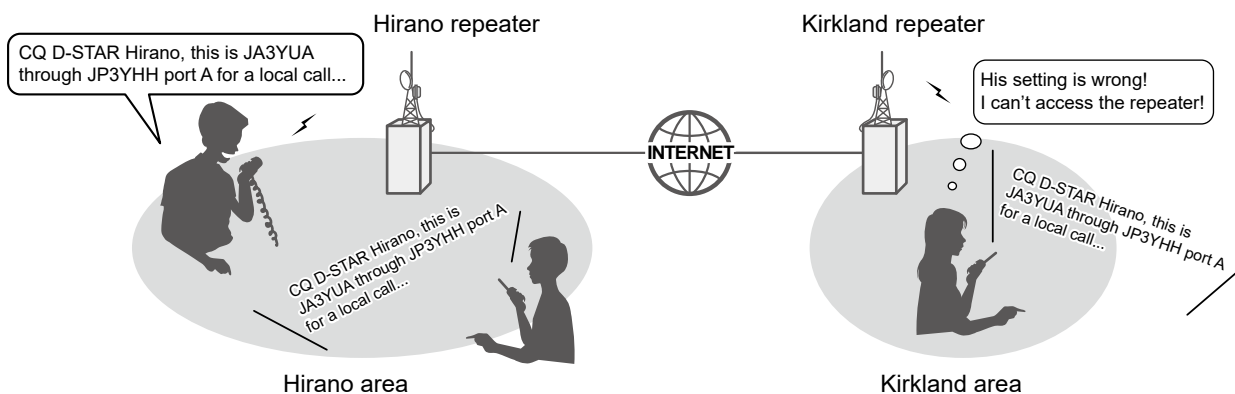 Hirano repeater
Kirkland repeater
CQ D-STAR Hirano, this is JA3YUA
through JP3YHH port A for a local call...
His setting is wrong!
I can’t access the repeater!
INTERNET
CQ D-STAR Hirano, this is
JA3YUA through JP3YHH port A
for a local call...
CQ D-STAR Hirano, this is
JA3YUA through JP3YHH port A
for a local call...
Hirano area
Kirkland area